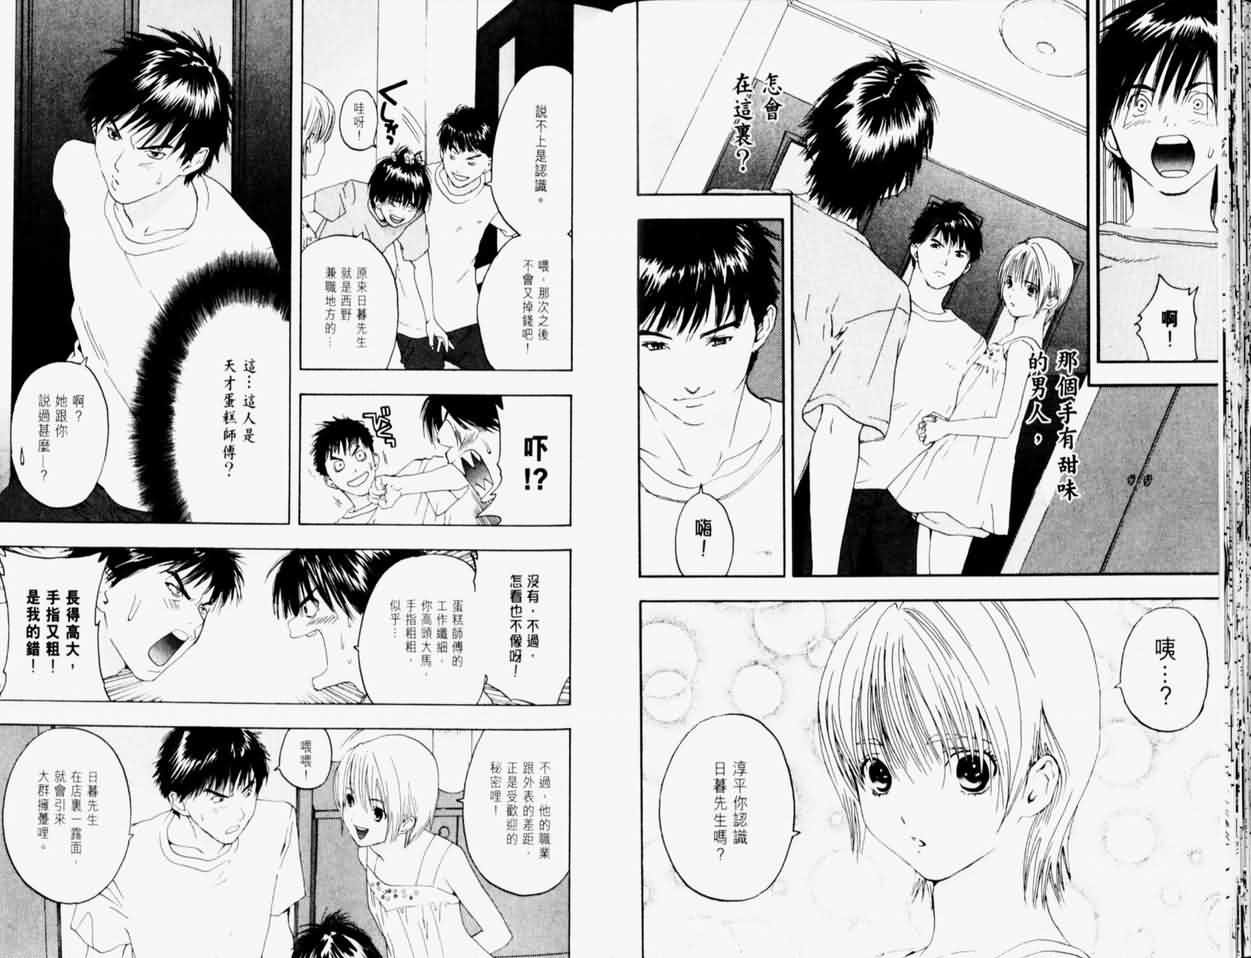 啊！
怎會
在這裏？
那個手有甜味
的男人，
嗨！
咦…？
淳平你認識
日暮先生嗎？
說不上是認識。
喂，那次之後
不會又掉錢吧！
哇呀！
原来日暮先生
就是西野
兼職地方的…
這…這人是
天才蛋糕師傅？
啊？
她跟你
說過甚麼—？
吓!?
沒有，不過，
怎看也不像呀！
蛋糕師傅的
工作纖細，
你高頭大馬，
手指粗粗，
似乎…
長得高大，
手指又粗！
是我的錯！
不過，他的職業
跟外表的差距，
正是受歡迎的
秘密哩！
喂喂！
日暮先生
在店裏一露面，
就會引來
大群擁躉哩。